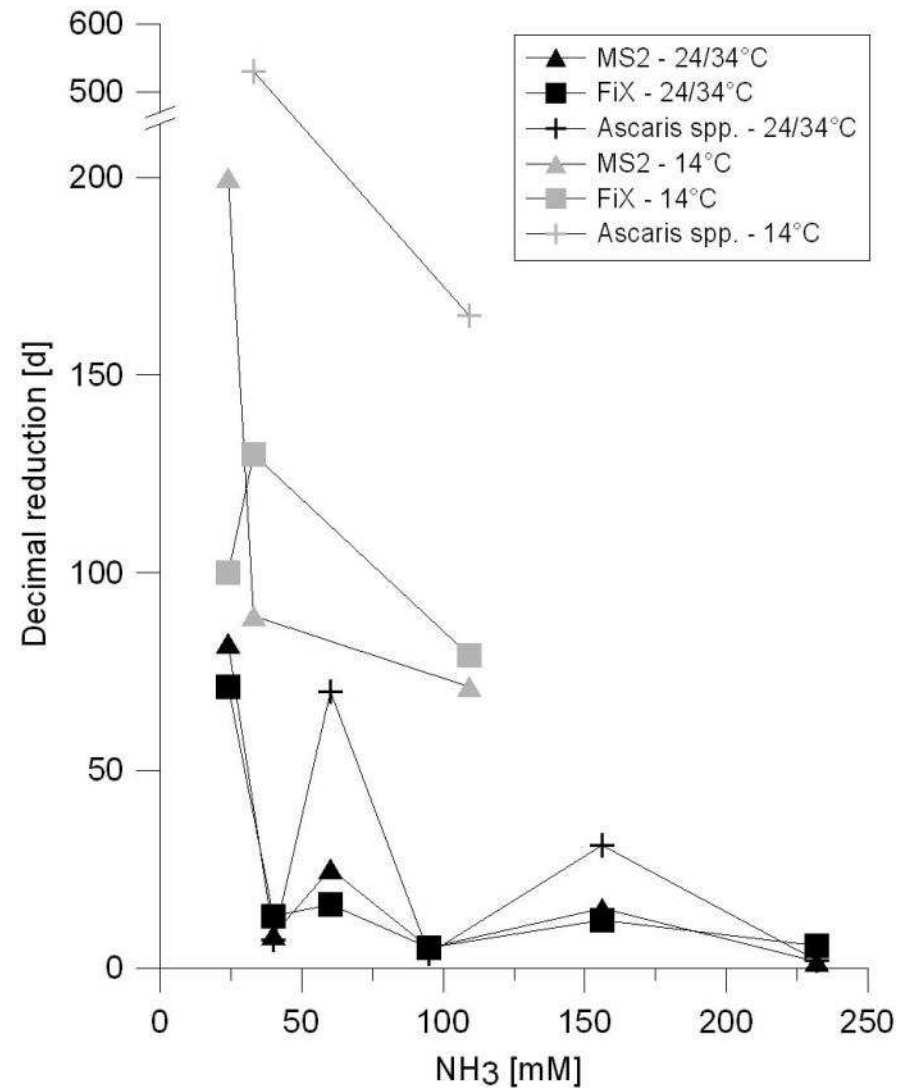 600
500
200
150
100
50
0
Decimal reduction [d]
MS2 - 24/34°C
FiX - 24/34°C
Ascaris spp. - 24/34°C
MS2 - 14°C
FiX - 14°C
Ascaris spp. - 14°C
0 50 100 150 200 250
NH3 [mM]